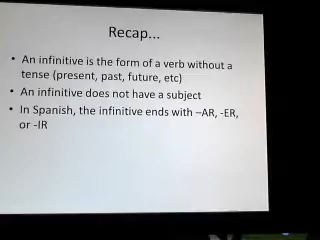 Recap...
• An infinitive is the form of a verb without a
tense (present, past, future, etc)
• An infinitive does not have a subject
• In Spanish, the infinitive ends with –AR, -ER,
or -IR